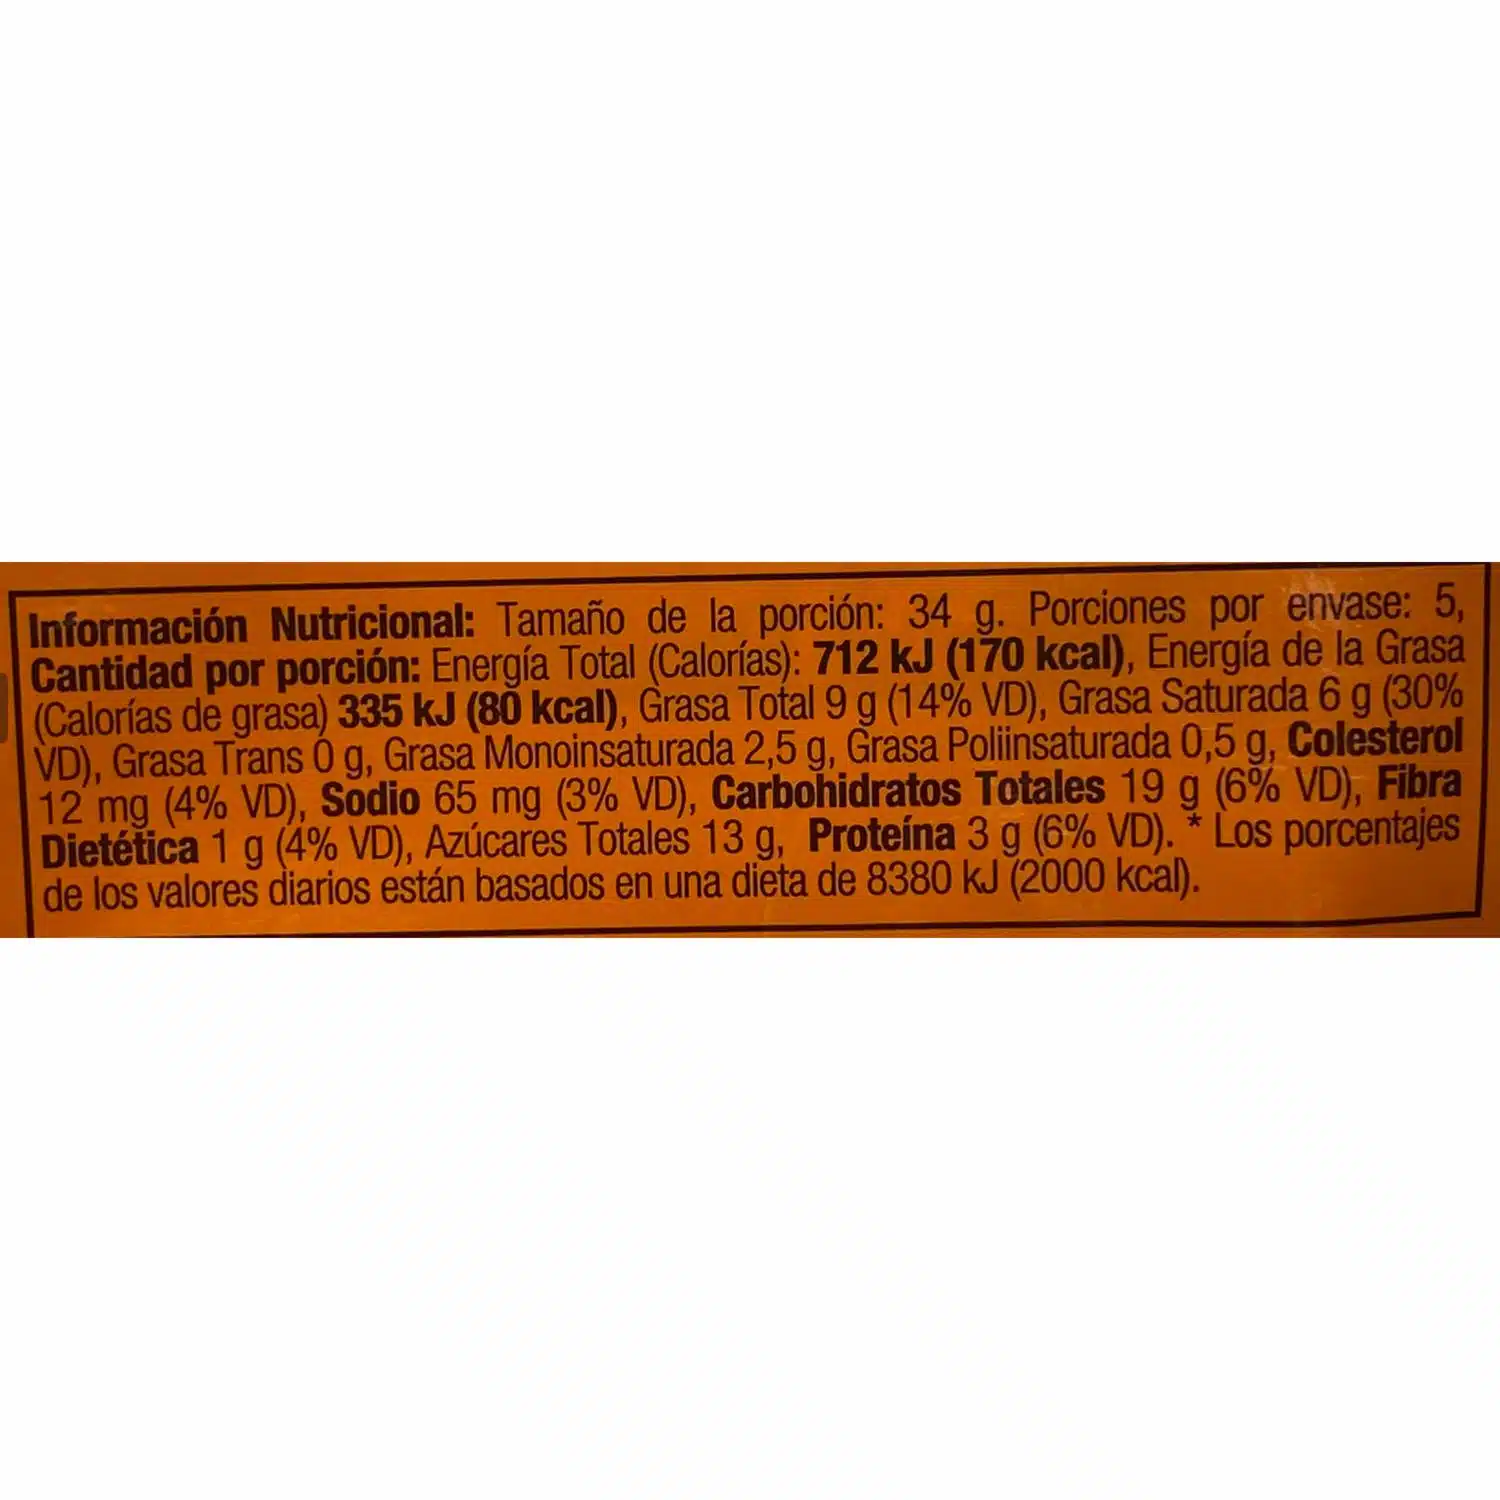 Información Nutricional: Tamaño de la porción: 34 g. Porciones por envase: 5,
Cantidad por porción: Energía Total (Calorías): 712 kJ (170 kcal), Energía de la Grasa
(Calorías de grasa) 335 kJ (80 kcal), Grasa Total 9 g (14% VD), Grasa Saturada 6 g (30%
VD), Grasa Trans 0 g, Grasa Monoinsaturada 2,5 g, Grasa Poliinsaturada 0,5 g, Colesterol
12 mg (4% VD), Sodio 65 mg (3% VD), Carbohidratos Totales 19 g (6% VD), Fibra
Dietética 1 g (4% VD), Azúcares Totales 13 g, Proteína 3 g (6% VD). * Los porcentajes
de los valores diarios están basados en una dieta de 8380 kJ (2000 kcal).